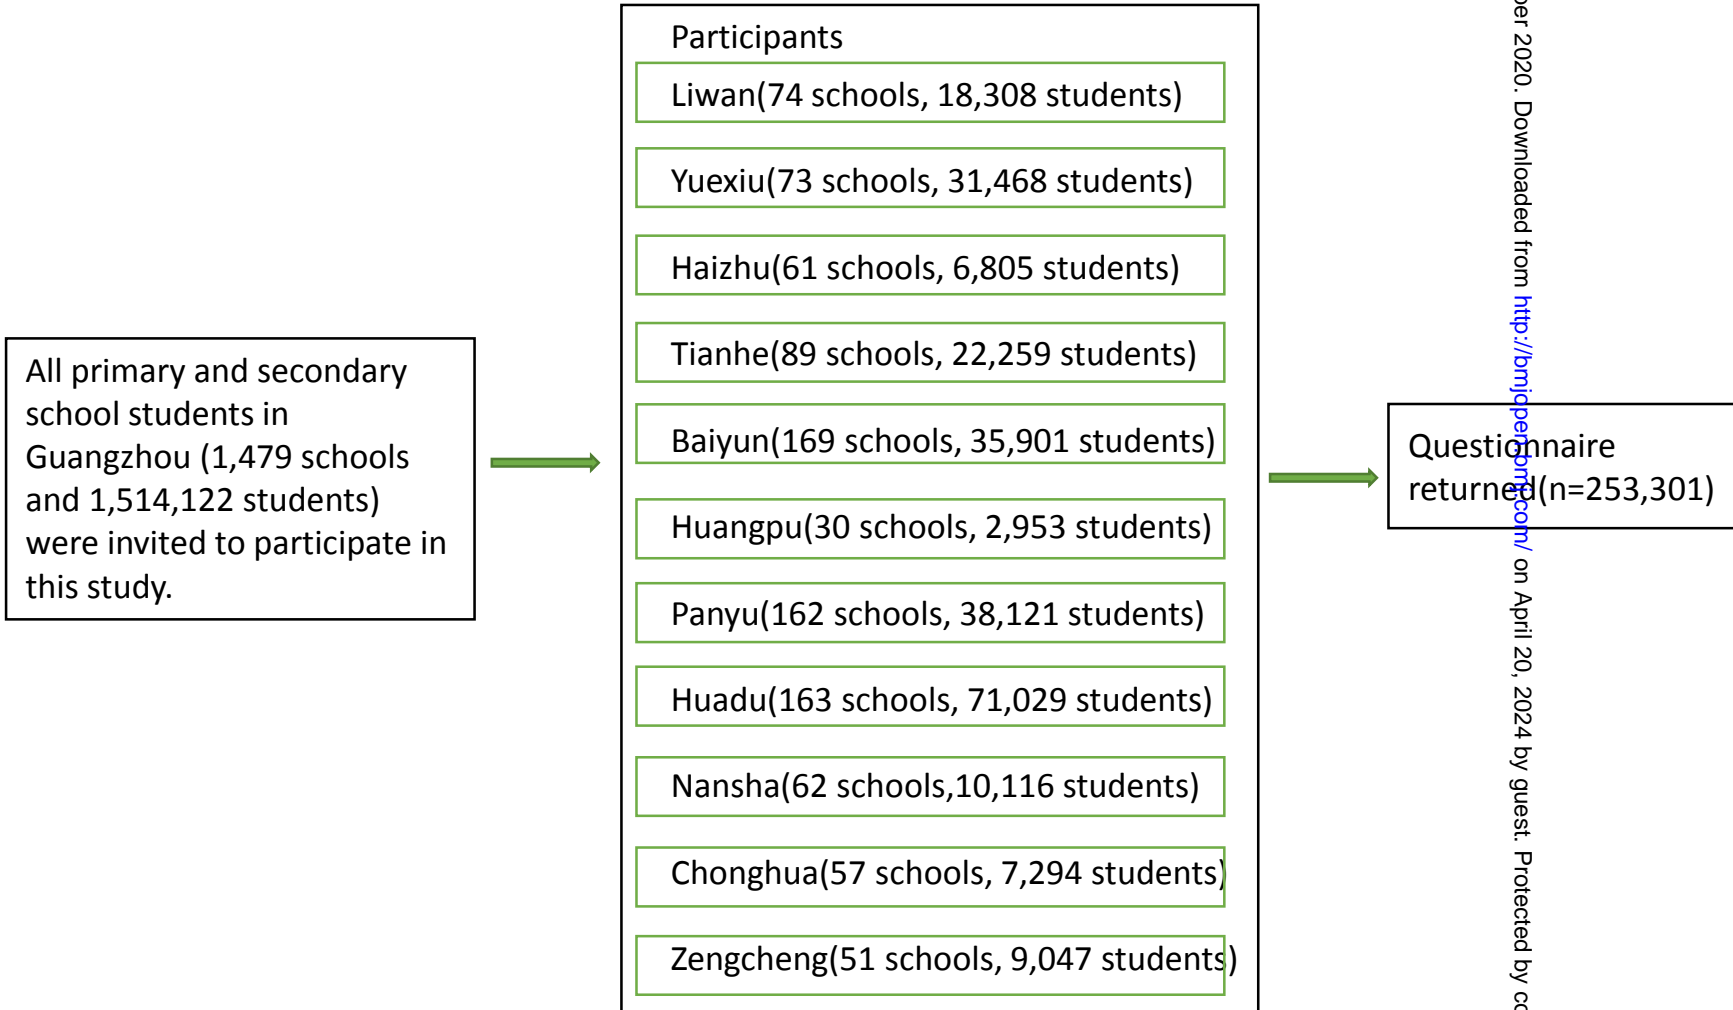 All primary and secondary
school students in
Guangzhou (1,479 schools
and 1,514,122 students)
were invited to participate in
this study.
Participants
Liwan(74 schools, 18,308 students)
Yuexiu(73 schools, 31,468 students)
Haizhu(61 schools, 6,805 students)
Tianhe(89 schools, 22,259 students)
Baiyun(169 schools, 35,901 students)
Huangpu(30 schools, 2,953 students)
Panyu(162 schools, 38,121 students)
Huadu(163 schools, 71,029 students)
Nansha(62 schools,10,116 students)
Chonghua(57 schools, 7,294 students)
Zengcheng(51 schools, 9,047 students)
Questionnaire
returned(n=253,301)
2020. Downloaded from http://bmjopen.bmj.com/ on April 20, 2024 by guest. Protected by